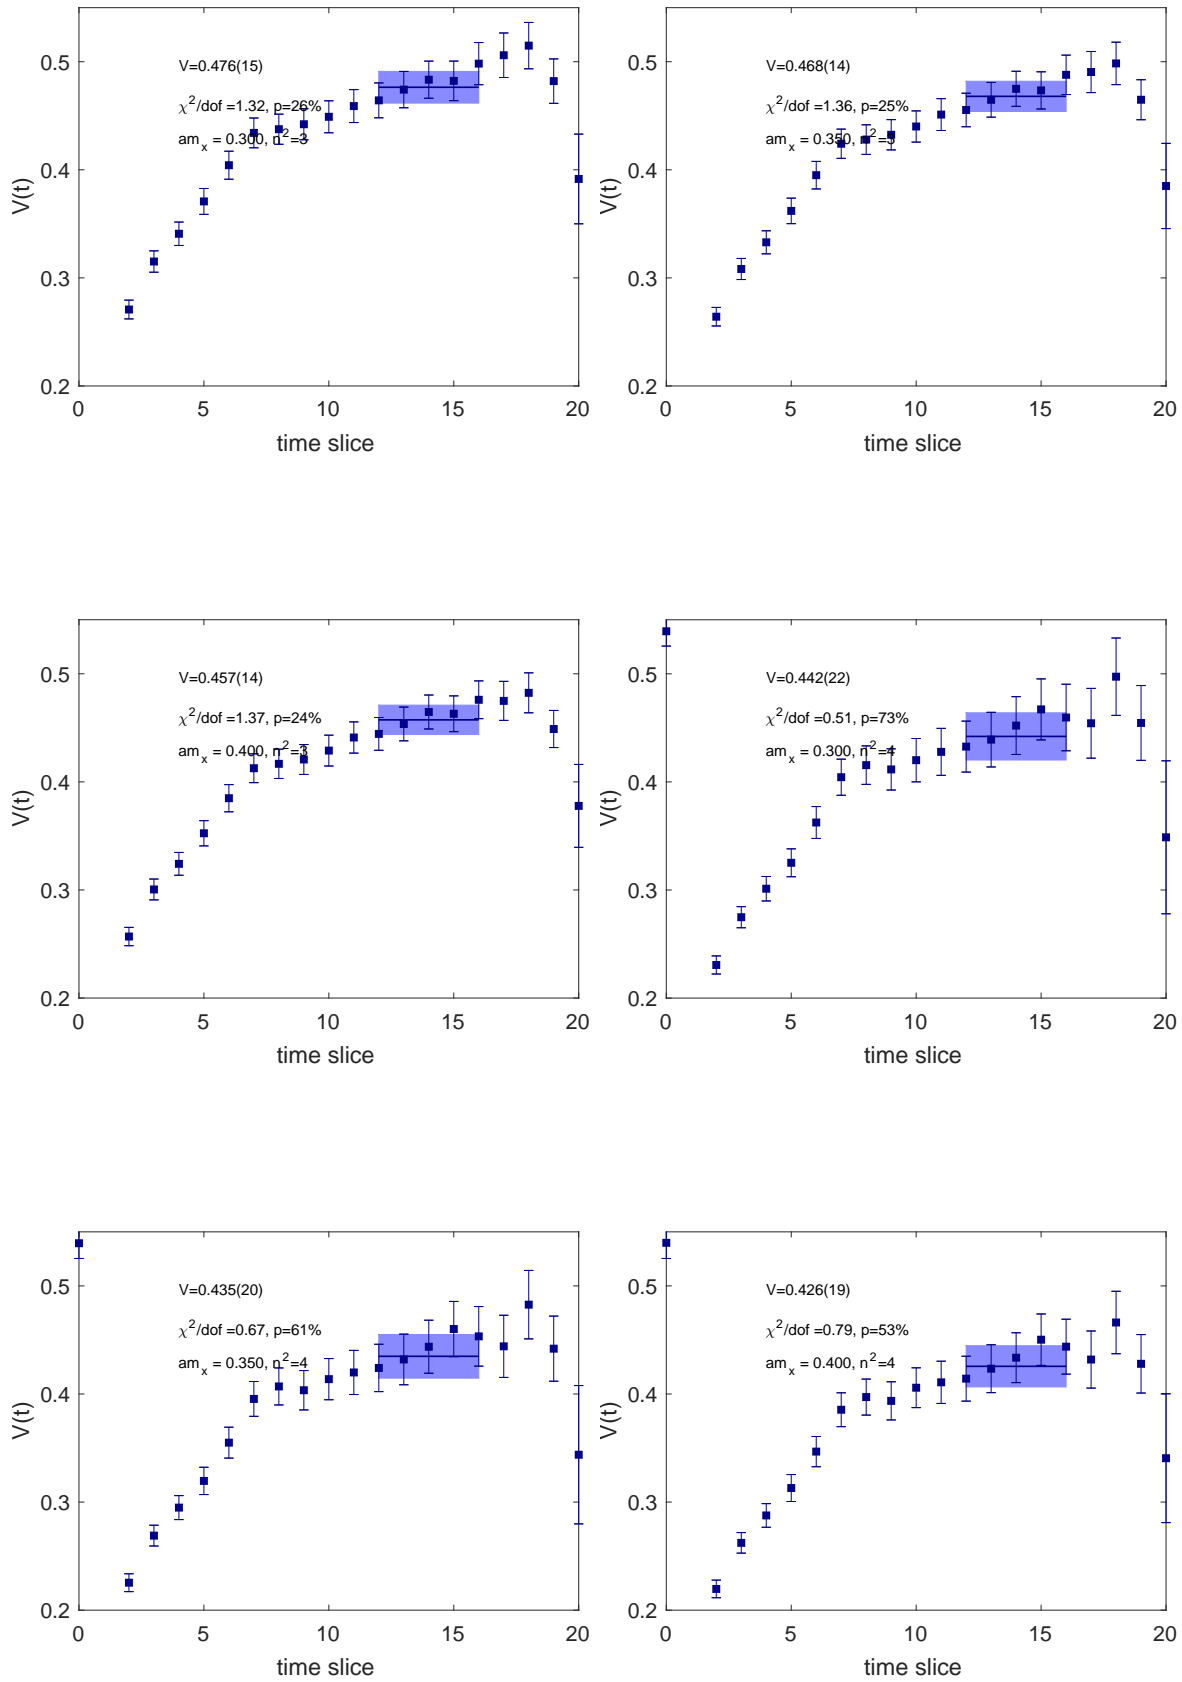 0.5
0.4
0.3
0.2
V(t)
V=0.476(15)
χ²/dof =1.32, p=26%
amₓ = 0.300, n²=3
0 5 10 15 20
time slice
0.5
0.4
0.3
0.2
V(t)
V=0.468(14)
χ²/dof =1.36, p=25%
amₓ = 0.350, n²=3
0 5 10 15 20
time slice
0.5
0.4
0.3
0.2
V(t)
V=0.457(14)
χ²/dof =1.37, p=24%
amₓ = 0.400, n²=3
0 5 10 15 20
time slice
0.5
0.4
0.3
0.2
V(t)
V=0.442(22)
χ²/dof =0.51, p=73%
amₓ = 0.300, n²=4
0 5 10 15 20
time slice
0.5
0.4
0.3
0.2
V(t)
V=0.435(20)
χ²/dof =0.67, p=61%
amₓ = 0.350, n²=4
0 5 10 15 20
time slice
0.5
0.4
0.3
0.2
V(t)
V=0.426(19)
χ²/dof =0.79, p=53%
amₓ = 0.400, n²=4
0 5 10 15 20
time slice